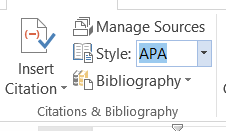 Manage Sources
Style: APA
Insert
Citation
Bibliography
Citations & Bibliography